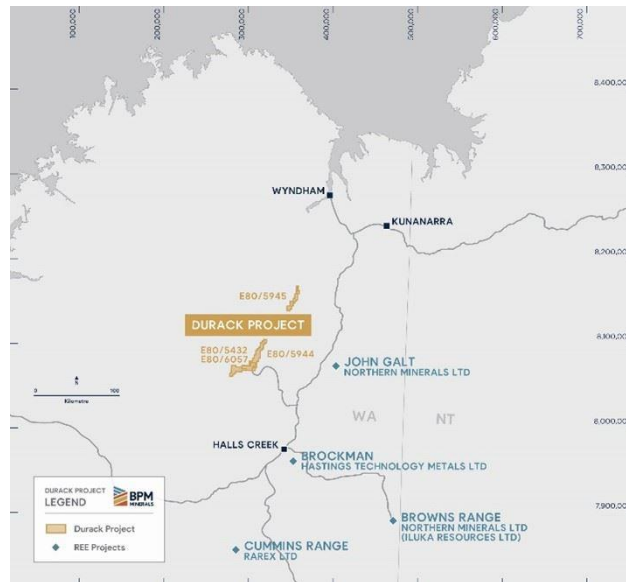 100,000
200,000
300,000
400,000
500,000
600,000
700,000
8,400,000
8,300,000
WYNDHAM
KUNANARRA
8,200,000
E80/5945
DURACK PROJECT
8,100,000
E80/5432
E80/6057
E80/5944
JOHN GALT
NORTHERN MINERALS LTD
0
100
Kilometre
WA
NT
8,000,000
HALLS CREEK
BROCKMAN
HASTINGS TECHNOLOGY METALS LTD
DURACK PROJECT
LEGEND
BPM
MINERALS
Durack Project
REE Projects
7,900,000
BROWNS RANGE
NORTHERN MINERALS LTD
(ILUKA RESOURCES LTD)
CUMMINS RANGE
RAREX LTD